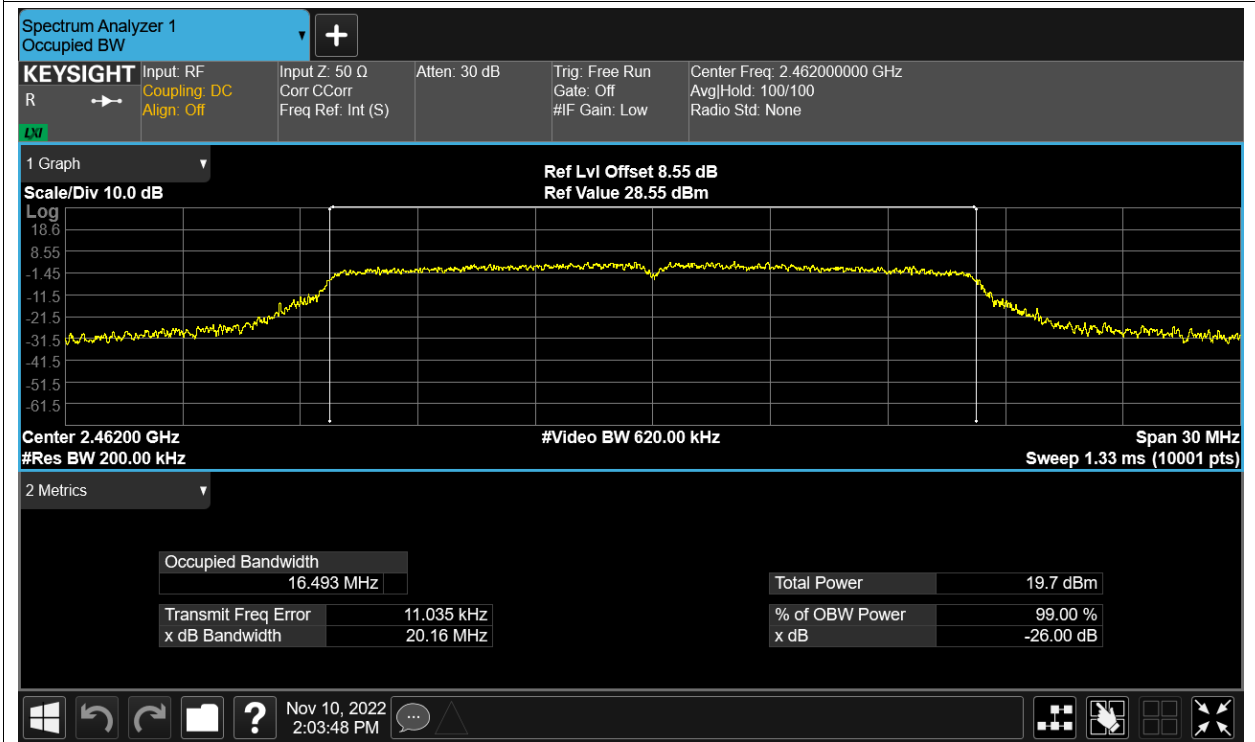 Spectrum Analyzer 1
Occupied BW
KEYSIGHT
R
LXI
Input: RF
Coupling: DC
Align: Off
Input Z: 50 Ω
Corr CCorr
Freq Ref: Int (S)
Atten: 30 dB
Trig: Free Run
Gate: Off
#IF Gain: Low
Center Freq: 2.462000000 GHz
Avg|Hold: 100/100
Radio Std: None
1 Graph
Scale/Div 10.0 dB
Ref Lvl Offset 8.55 dB
Ref Value 28.55 dBm
Log
18.6
8.55
-1.45
-11.5
-21.5
-31.5
-41.5
-51.5
-61.5
Center 2.46200 GHz
#Res BW 200.00 kHz
#Video BW 620.00 kHz
Span 30 MHz
Sweep 1.33 ms (10001 pts)
2 Metrics
Occupied Bandwidth
16.493 MHz
Transmit Freq Error 11.035 kHz
x dB Bandwidth 20.16 MHz
Total Power 19.7 dBm
% of OBW Power 99.00 %
x dB -26.00 dB
?
Nov 10, 2022
2:03:48 PM